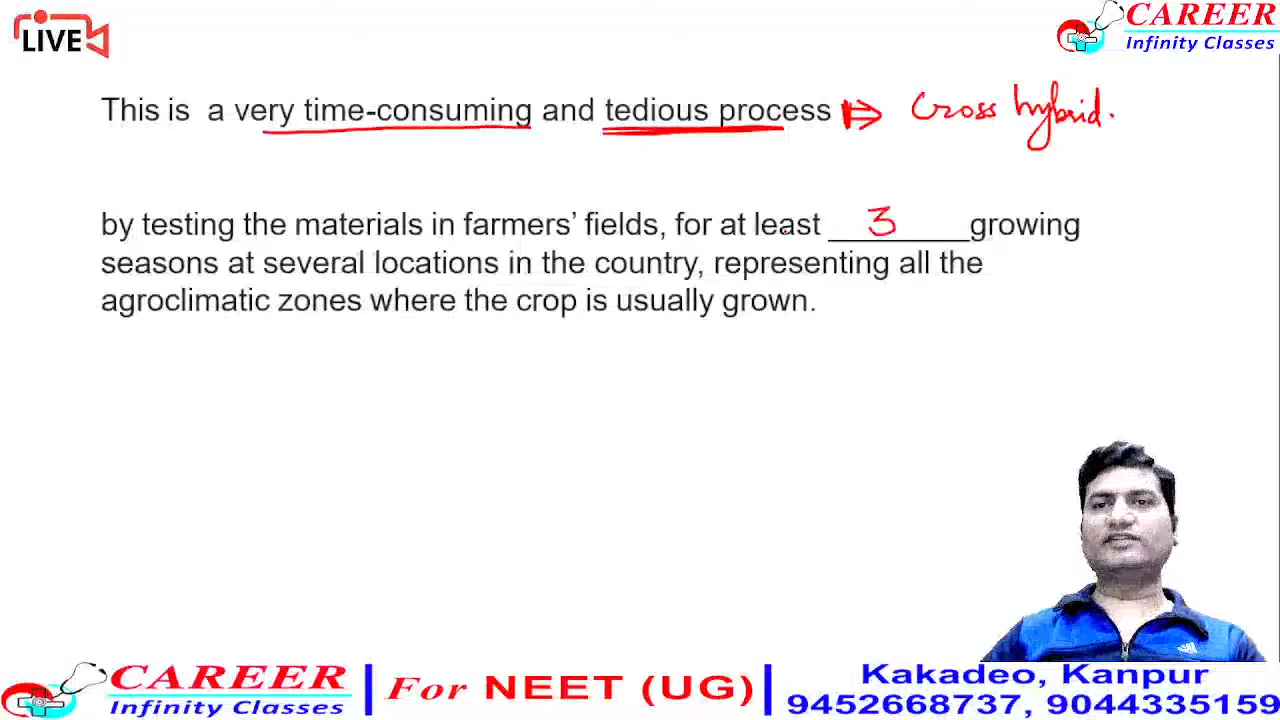 LIVE
CAREER
Infinity Classes
This is a very time-consuming and tedious process ⇒ Cross hybrid.
by testing the materials in farmers’ fields, for at least ___3___growing
seasons at several locations in the country, representing all the
agroclimatic zones where the crop is usually grown.
CAREER
Infinity Classes
For NEET (UG)
Kakadeo, Kanpur
9452668737, 9044335159